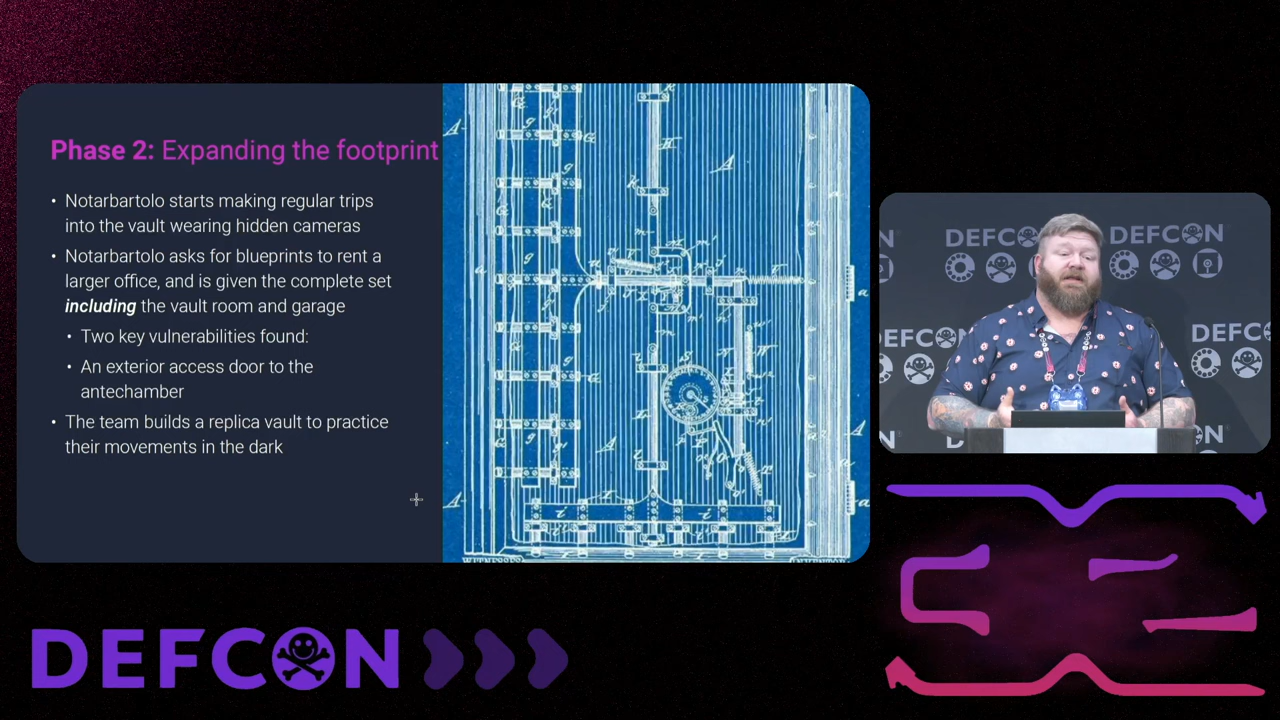 Phase 2: Expanding the footprint
• Notarbartolo starts making regular trips
into the vault wearing hidden cameras
• Notarbartolo asks for blueprints to rent a
larger office, and is given the complete set
including the vault room and garage
• Two key vulnerabilities found:
• An exterior access door to the
antechamber
• The team builds a replica vault to practice
their movements in the dark
WITNESSES
INVENTOR
DEFCON
DEFCON
DEFCON
DEFC
DEFCON